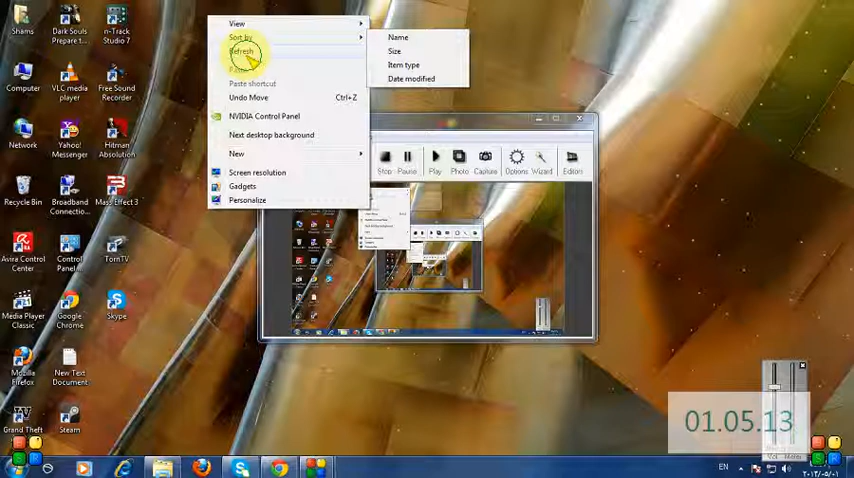 Shams
Dark Souls
Prepare t...
n-Track
Studio 7
Computer
VLC media
player
Free Sound
Recorder
Network
Yahoo!
Messenger
Hitman
Absolution
Recycle Bin
Broadband
Connectio...
Mass Effect 3
Avira Control
Center
Control
Panel...
TornTV
Media Player
Classic
Google
Chrome
Skype
Mozilla
Firefox
New Text
Document
Grand Theft
Steam
View
Sort by
Refresh
Paste shortcut
Undo Move Ctrl+Z
NVIDIA Control Panel
Next desktop background
New
Screen resolution
Gadgets
Personalize
Name
Size
Item type
Date modified
Stop Pause Play Photo Capture Options Wizard Editors
01.05.13
Vol
EN